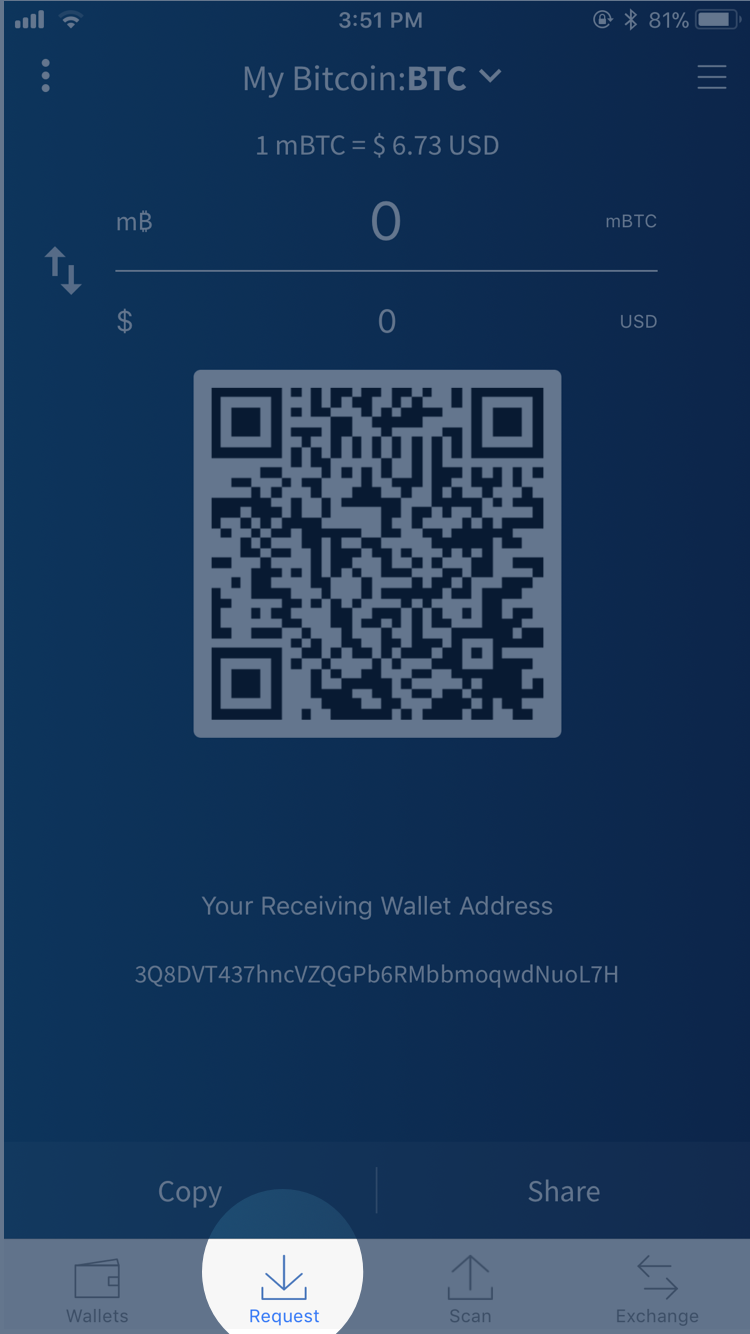 3:51 PM
81%
My Bitcoin:BTC
1 mBTC = $ 6.73 USD
m₿ 0 mBTC
$ 0 USD
Your Receiving Wallet Address
3Q8DVT437hncVZQGPb6RMbbmoqwdNuoL7H
Copy Share
Wallets Request Scan Exchange